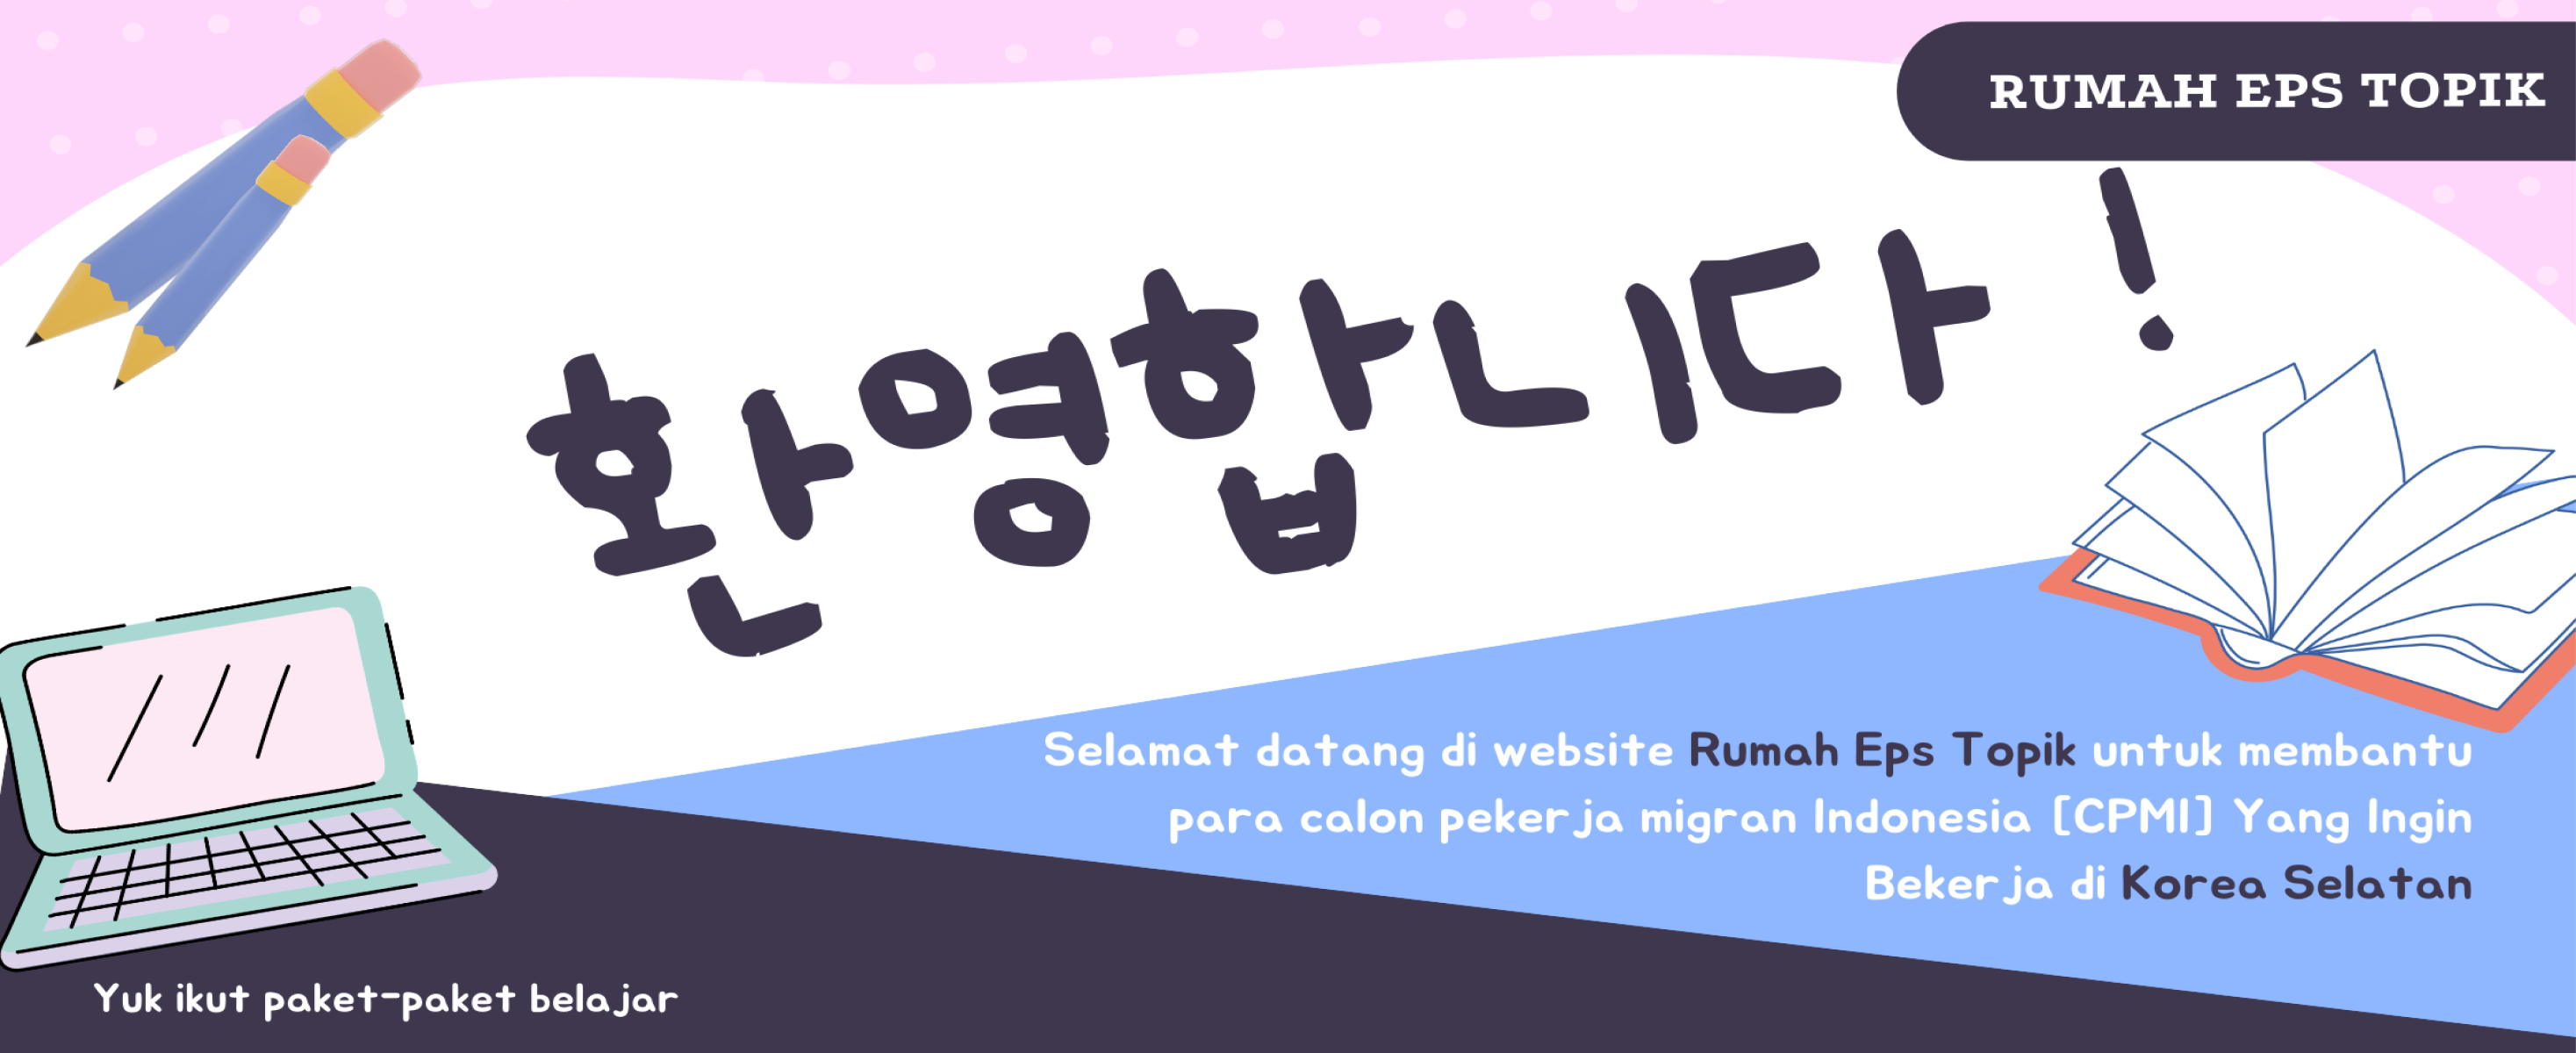 RUMAH EPS TOPIK
환영합니다 !
Selamat datang di website Rumah Eps Topik untuk membantu
para calon pekerja migran Indonesia [CPMI] Yang Ingin
Bekerja di Korea Selatan
Yuk ikut paket-paket belajar